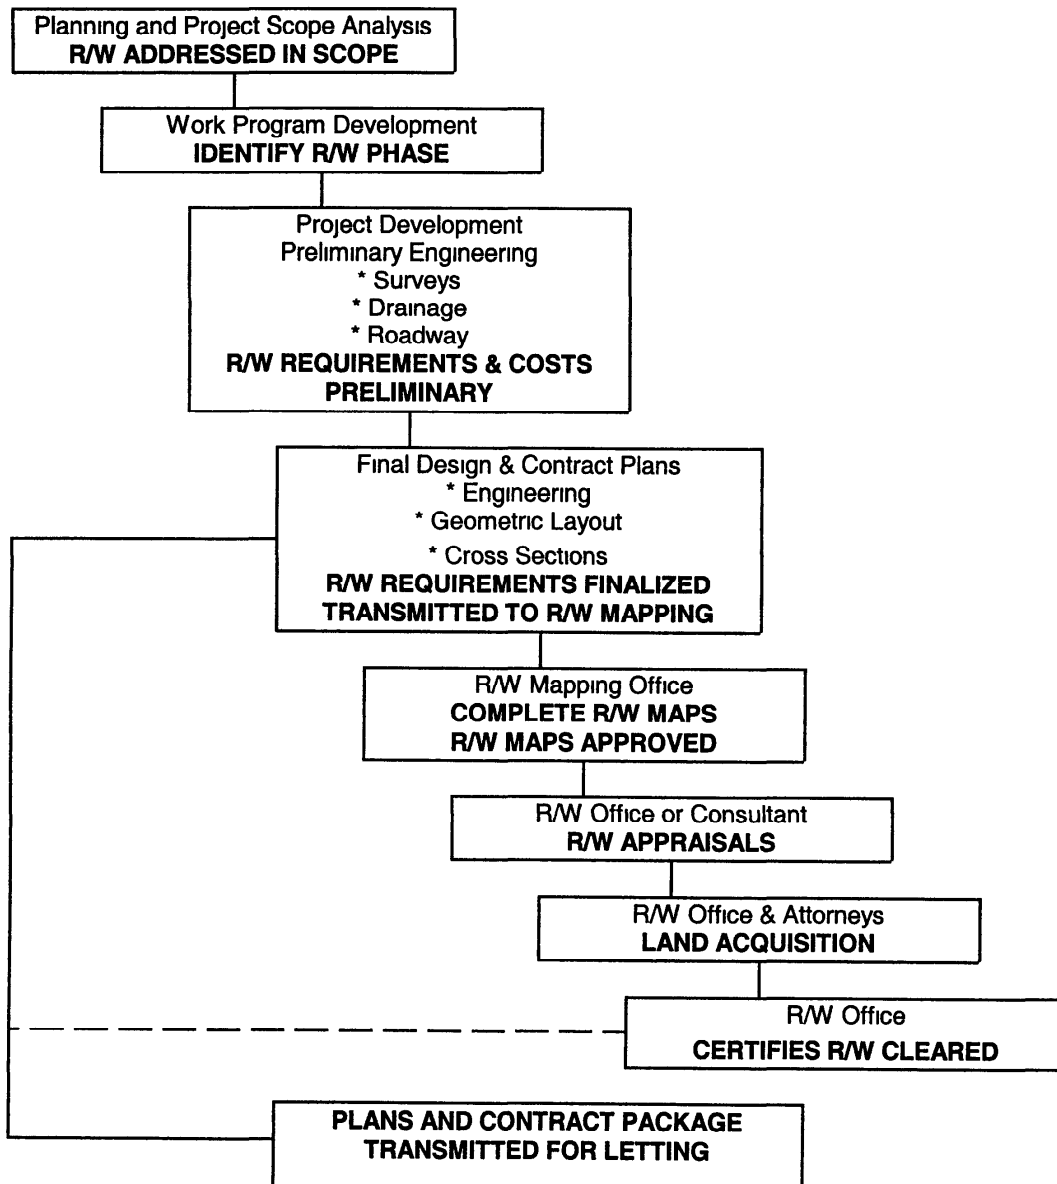 Planning and Project Scope Analysis
R/W ADDRESSED IN SCOPE
Work Program Development
IDENTIFY R/W PHASE
Project Development
Preliminary Engineering
* Surveys
* Drainage
* Roadway
R/W REQUIREMENTS & COSTS
PRELIMINARY
Final Design & Contract Plans
* Engineering
* Geometric Layout
* Cross Sections
R/W REQUIREMENTS FINALIZED
TRANSMITTED TO R/W MAPPING
R/W Mapping Office
COMPLETE R/W MAPS
R/W MAPS APPROVED
R/W Office or Consultant
R/W APPRAISALS
R/W Office & Attorneys
LAND ACQUISITION
R/W Office
CERTIFIES R/W CLEARED
PLANS AND CONTRACT PACKAGE
TRANSMITTED FOR LETTING